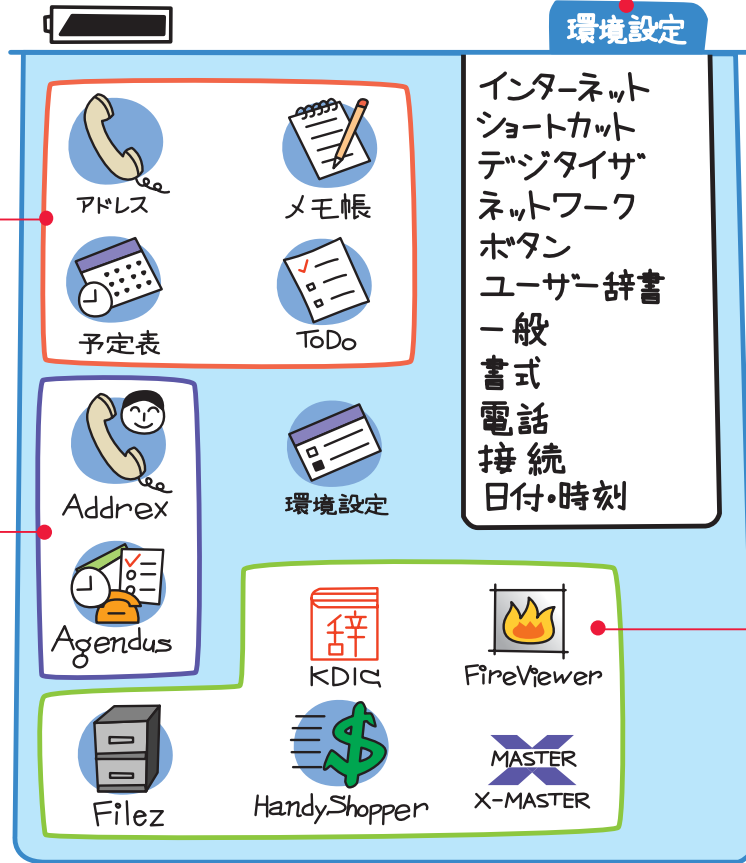 環境設定
インターネット
ショートカット
デジタイザ
ネットワーク
ボタン
ユーザー辞書
一般
書式
電話
接続
日付・時刻
アドレス
メモ帳
予定表
ToDo
Addrex
環境設定
Agendus
辞
KDIC
FireViewer
Filez
HandyShopper
MASTER
X-MASTER